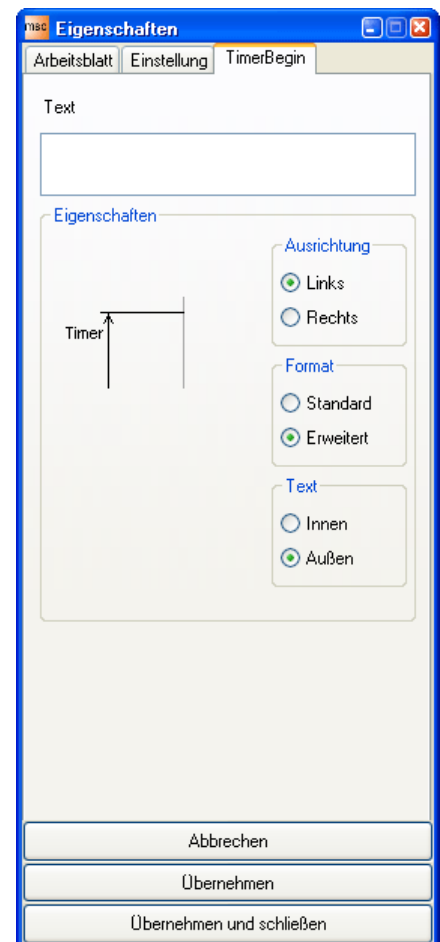 msc Eigenschaften
Arbeitsblatt Einstellung TimerBegin
Text
Eigenschaften
Ausrichtung
Links
Rechts
Timer
Format
Standard
Erweitert
Text
Innen
Außen
Abbrechen
Übernehmen
Übernehmen und schließen